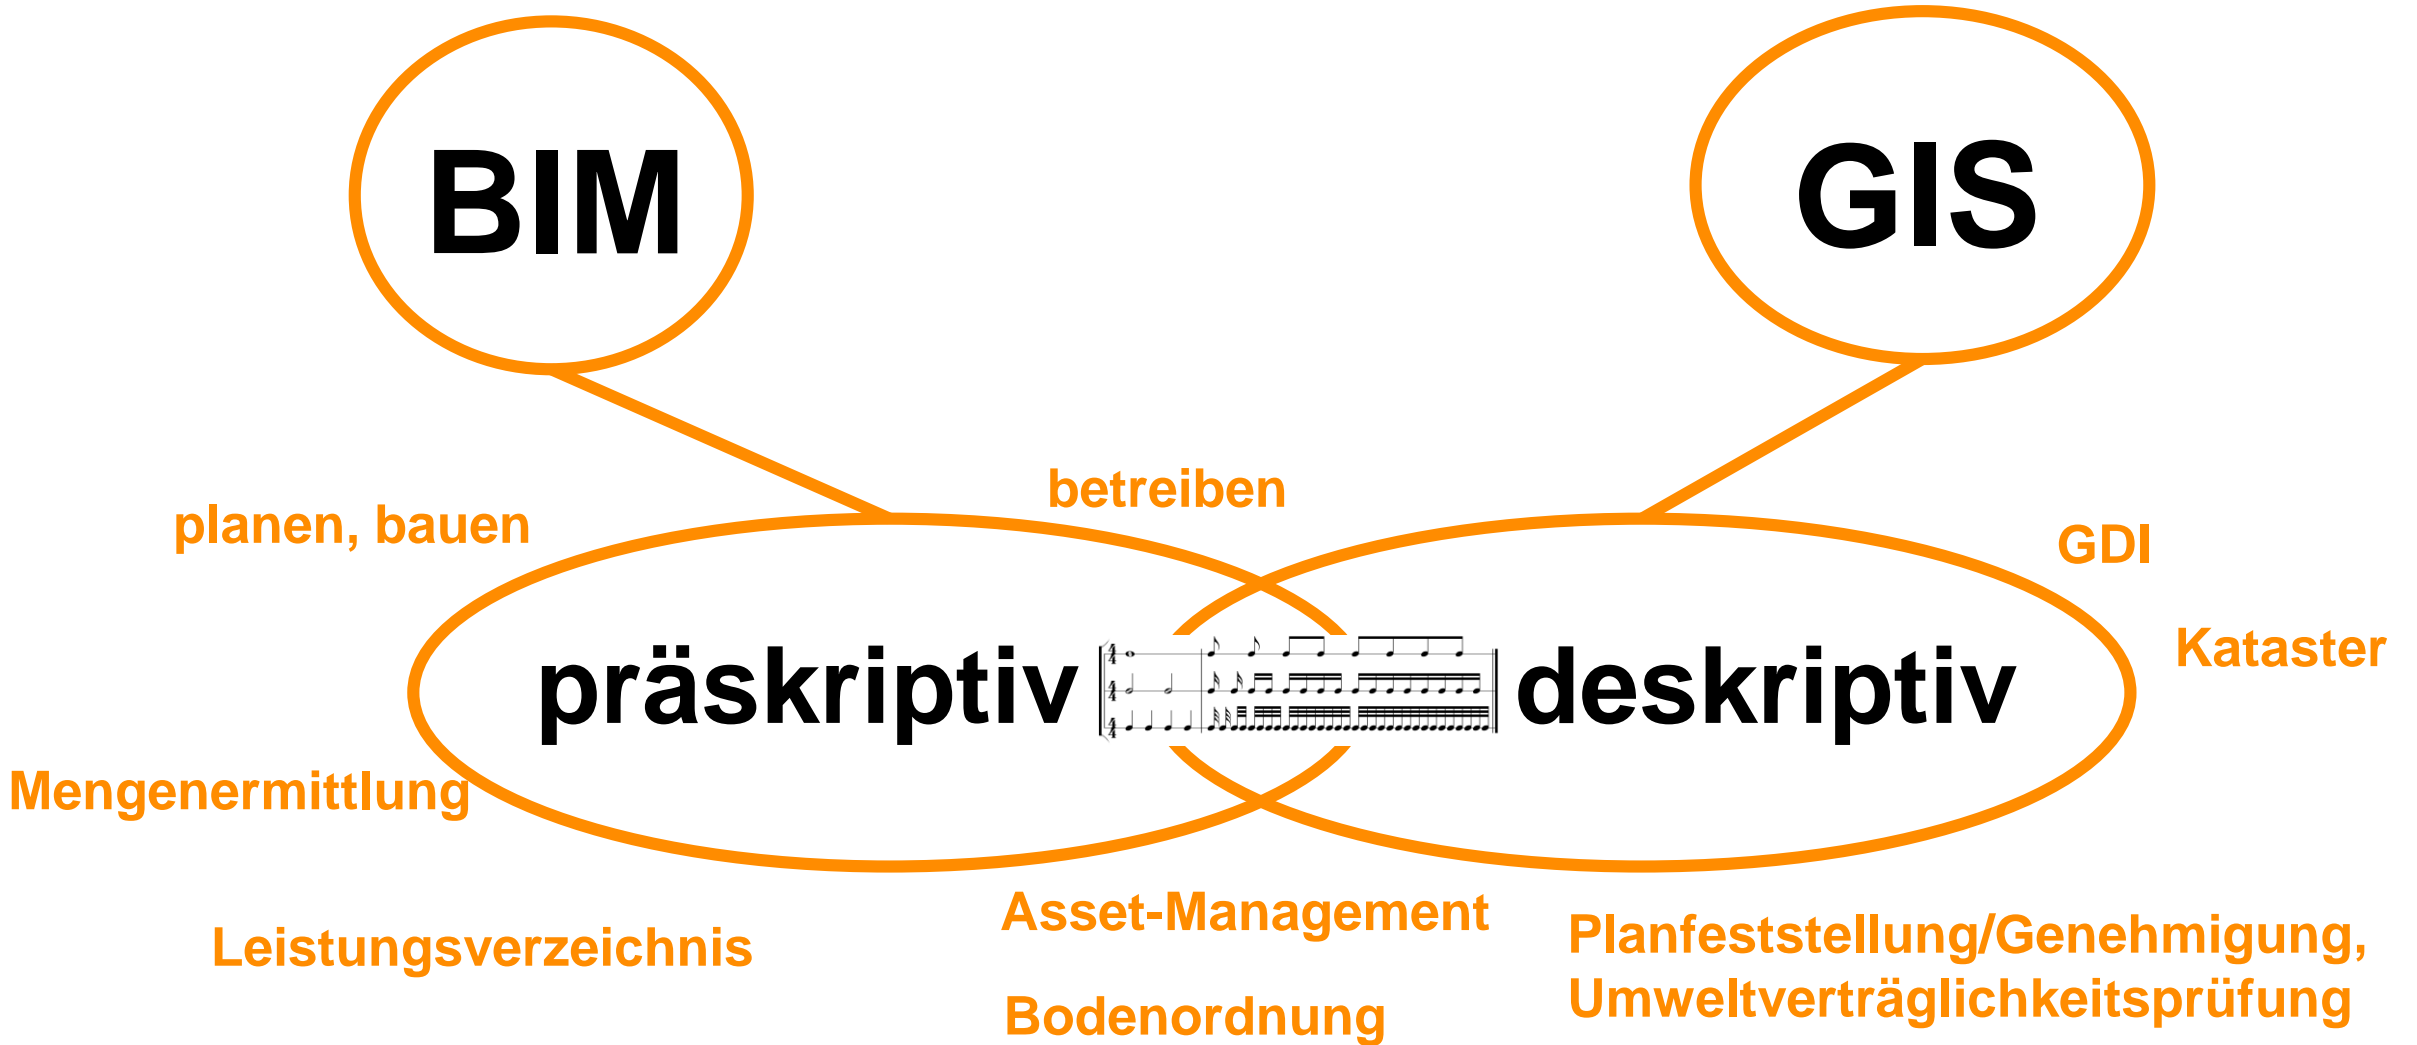 BIM
GIS
betreiben
planen, bauen
GDI
Kataster
präskriptiv
deskriptiv
Mengenermittlung
Asset-Management
Leistungsverzeichnis
Planfeststellung/Genehmigung,
Umweltverträglichkeitsprüfung
Bodenordnung